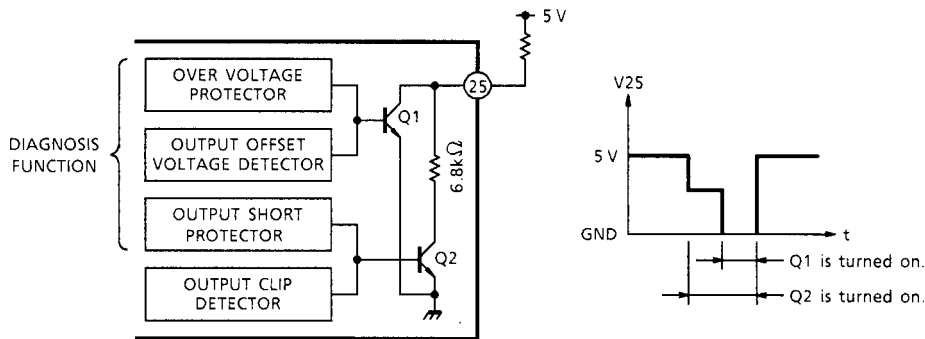 5 V
OVER VOLTAGE
PROTECTOR
25
V25
Q1
DIAGNOSIS
FUNCTION
OUTPUT OFFSET
VOLTAGE DETECTOR
6.8kΩ
5 V
OUTPUT SHORT
PROTECTOR
Q2
GND
t
Q1 is turned on.
OUTPUT CLIP
DETECTOR
Q2 is turned on.